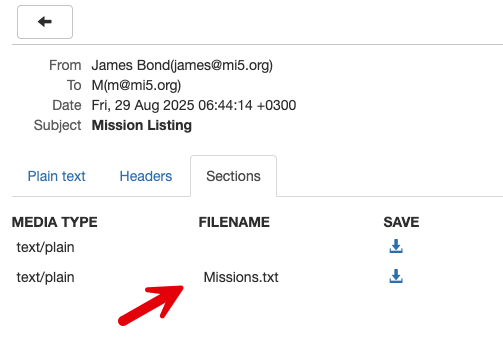 From James Bond(james@mi5.org)
To M(m@mi5.org)
Date Fri, 29 Aug 2025 06:44:14 +0300
Subject Mission Listing
Plain text Headers Sections
MEDIA TYPE FILENAME SAVE
text/plain
text/plain Missions.txt